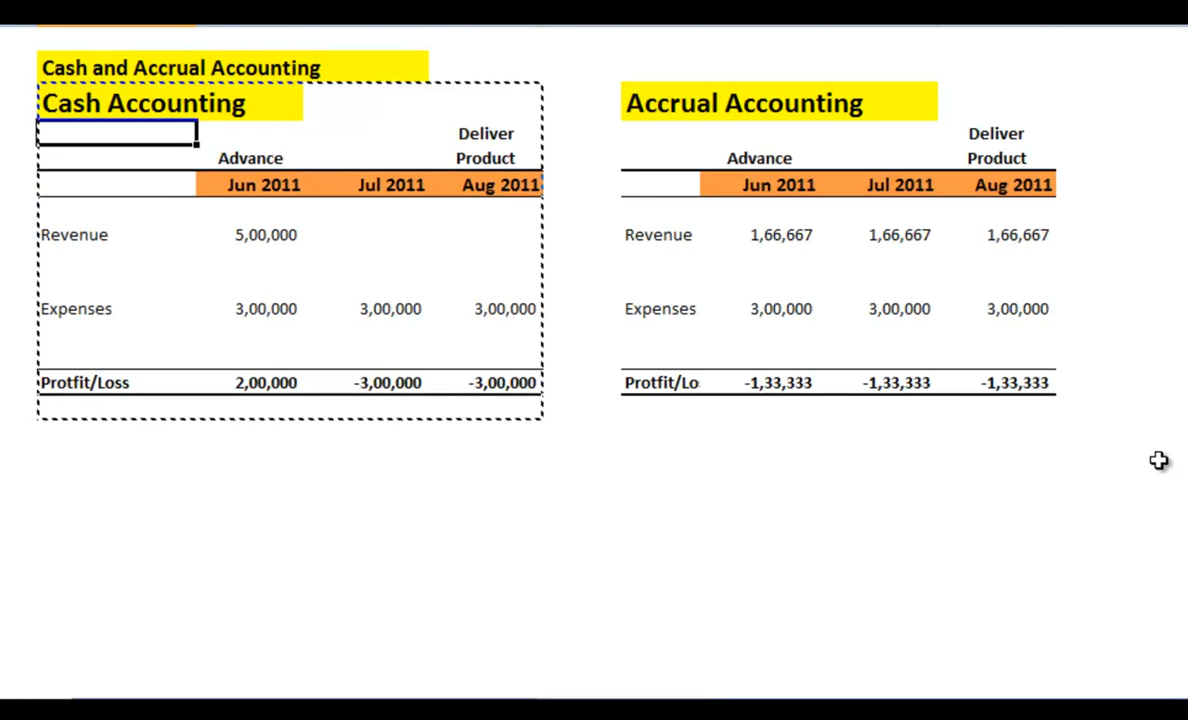 Cash and Accrual Accounting
Cash Accounting
Deliver
Advance Product
Jun 2011 Jul 2011 Aug 2011
Revenue 5,00,000
Expenses 3,00,000 3,00,000 3,00,000
Protfit/Loss 2,00,000 -3,00,000 -3,00,000
Accrual Accounting
Deliver
Advance Product
Jun 2011 Jul 2011 Aug 2011
Revenue 1,66,667 1,66,667 1,66,667
Expenses 3,00,000 3,00,000 3,00,000
Protfit/Lo -1,33,333 -1,33,333 -1,33,333